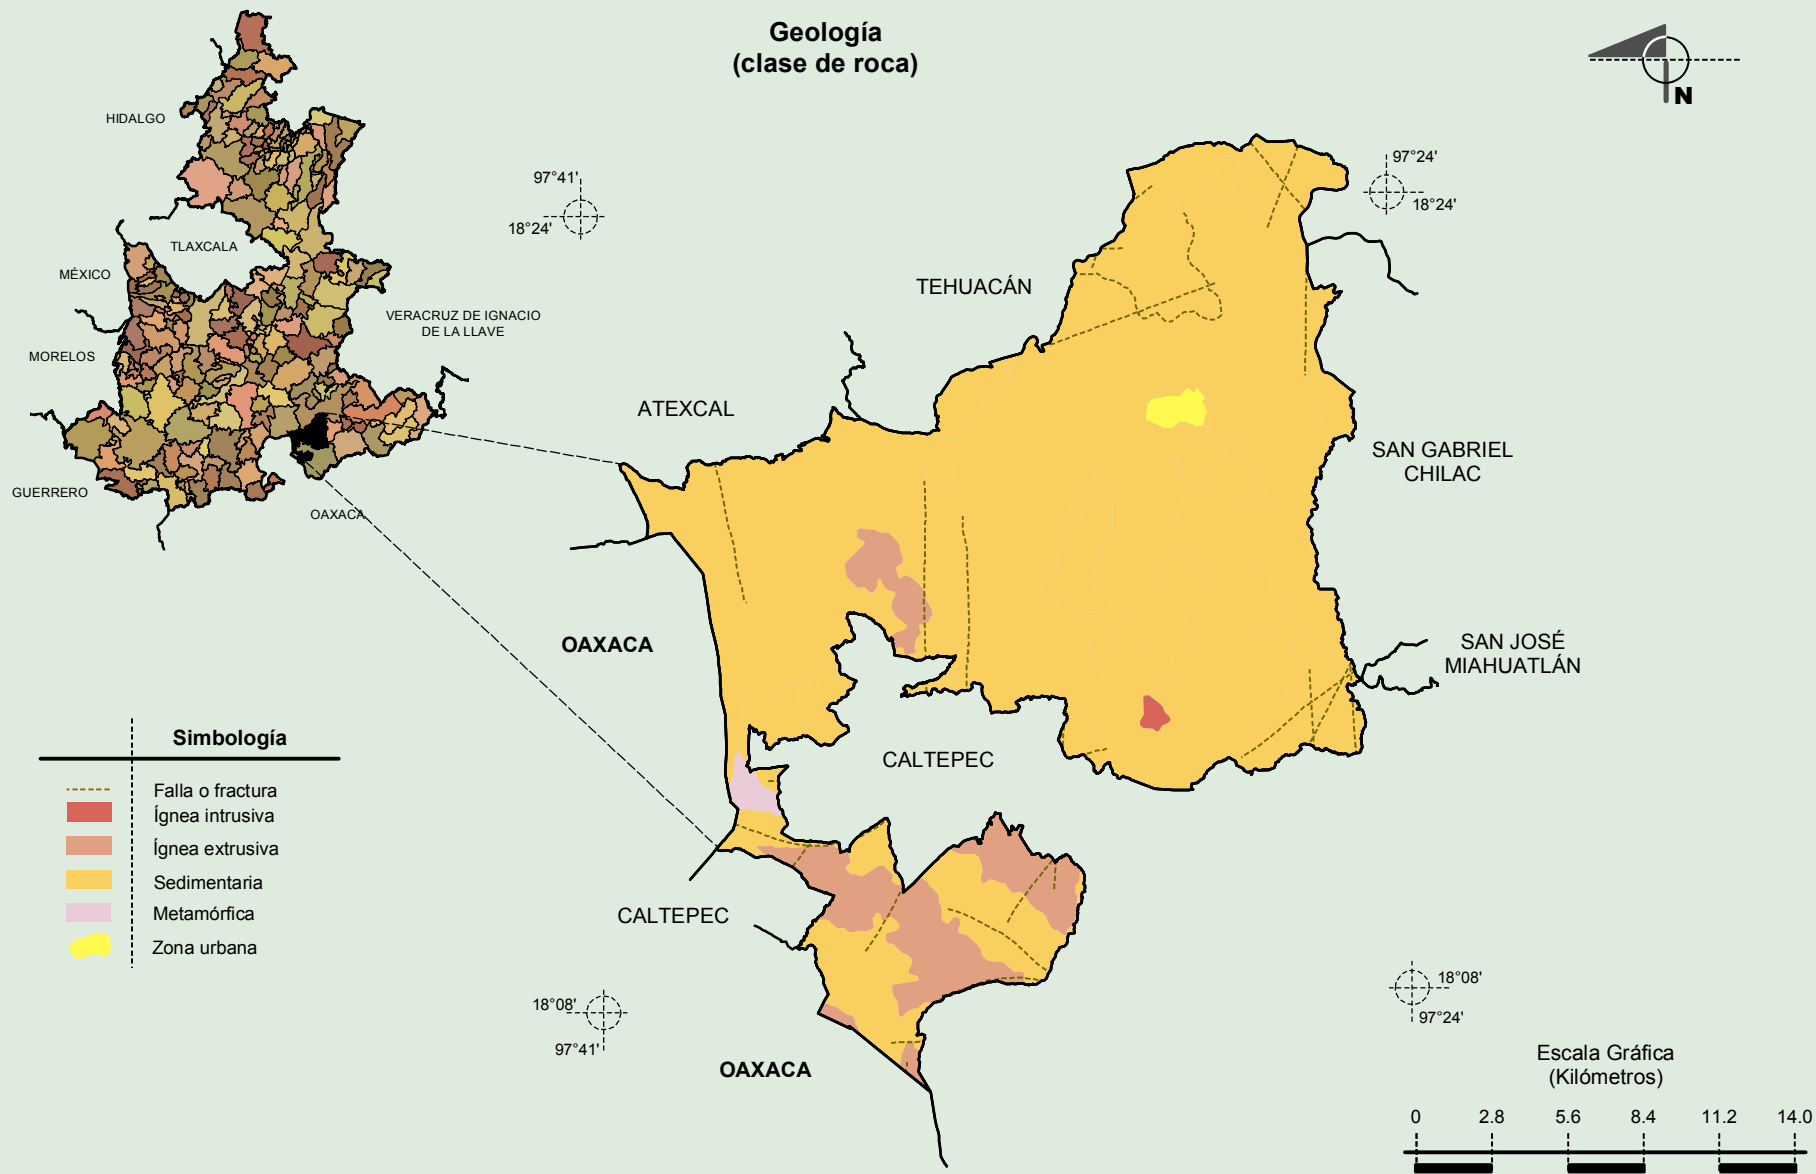 Geología
(clase de roca)
N
HIDALGO
TLAXCALA
MÉXICO
VERACRUZ DE IGNACIO
DE LA LLAVE
MORELOS
GUERRERO
OAXACA
97°41'
18°24'
97°24'
18°24'
TEHUACÁN
ATEXCAL
SAN GABRIEL
CHILAC
OAXACA
SAN JOSÉ
MIAHUATLÁN
CALTEPEC
CALTEPEC
OAXACA
18°08'
97°41'
18°08'
97°24'
Simbología
Falla o fractura
Ígnea intrusiva
Ígnea extrusiva
Sedimentaria
Metamórfica
Zona urbana
Escala Gráfica
(Kilómetros)
0 2.8 5.6 8.4 11.2 14.0